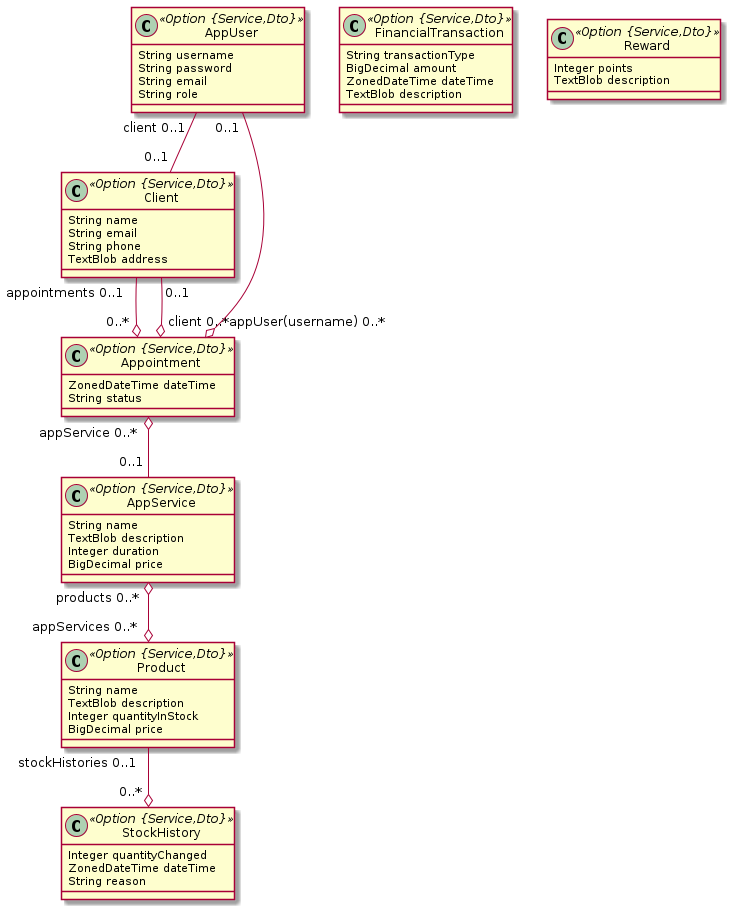 C «Option {Service,Dto}»
AppUser
String username
String password
String email
String role
C «Option {Service,Dto}»
FinancialTransaction
String transactionType
BigDecimal amount
ZonedDateTime dateTime
TextBlob description
C «Option {Service,Dto}»
Reward
Integer points
TextBlob description
client 0..1
0..1
0..1
C «Option {Service,Dto}»
Client
String name
String email
String phone
TextBlob address
appointments 0..1
0..1
0..*
client 0..*
appUser(username) 0..*
C «Option {Service,Dto}»
Appointment
ZonedDateTime dateTime
String status
appService 0..*
0..1
C «Option {Service,Dto}»
AppService
String name
TextBlob description
Integer duration
BigDecimal price
products 0..*
appServices 0..*
C «Option {Service,Dto}»
Product
String name
TextBlob description
Integer quantityInStock
BigDecimal price
stockHistories 0..1
0..*
C «Option {Service,Dto}»
StockHistory
Integer quantityChanged
ZonedDateTime dateTime
String reason